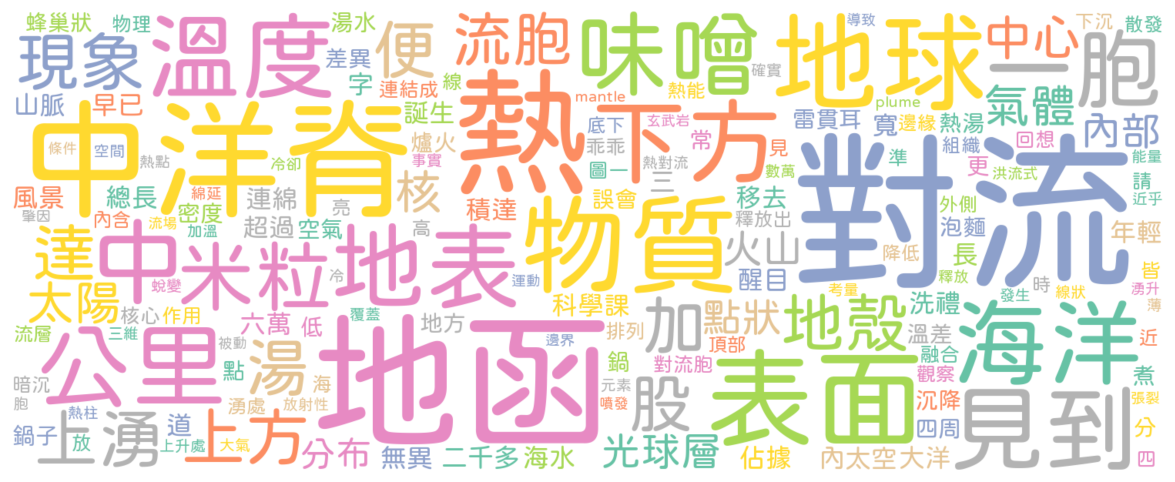 蜂巢狀 物理 湯水 流胞 味噌 地球 導致 中心 下沉 散發
現象 溫度 差異 便 確實 一 胞
字 連結成 線 熱能
山脈 早已 誕生 熱 mantle 下方 plume 氣體
中洋脊 爐火 底下 玄武岩 常 雷貫耳 寬 邊緣 熱湯 回想 內部
條件 空間 熱點 冷卻 事實 乖乖 見 對流 準 組織 能量
圖一 熱對流 數萬 更 洪流式 請 近乎
風景 綿延 總長 連綿 核 三 移去 外側
肇因 內含 密度 亮 積達 誤會 釋放出 泡麵
流場 加溫 超過 空氣 高 物質 火山 年輕
達 中 米粒 地表 降低 長 皆
蛻變 冷 運動 醒目 釋放 時 發生 湧升
太陽 科學課 考量 線狀 薄
核心 作用 六萬 低 覆蓋 地方 加 點狀 地殼 洗禮 海洋
流層 三維 被動 地函 邊界 排列 頂部 溫差 近
公里 點 湯 鍋 對流胞 表面 融合 觀察 煮
暗沉 海 元素 張裂
胞 湧處 放射性 噴發 股 沉降 見到
熱柱 道 四周 分
鍋子 上湧 放 上升處 上方 大氣 分布 無異 二千多 海水 光球層 佔據 內太空 大洋 四